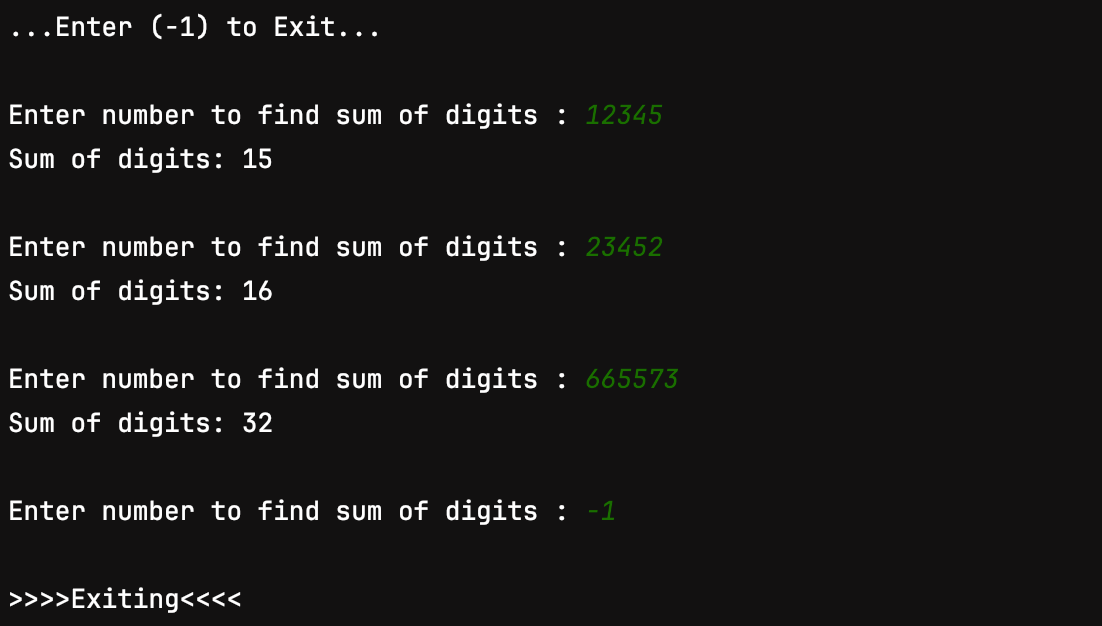 ...Enter (-1) to Exit...
Enter number to find sum of digits : 12345
Sum of digits: 15
Enter number to find sum of digits : 23452
Sum of digits: 16
Enter number to find sum of digits : 665573
Sum of digits: 32
Enter number to find sum of digits : -1
>>>>Exiting<<<<